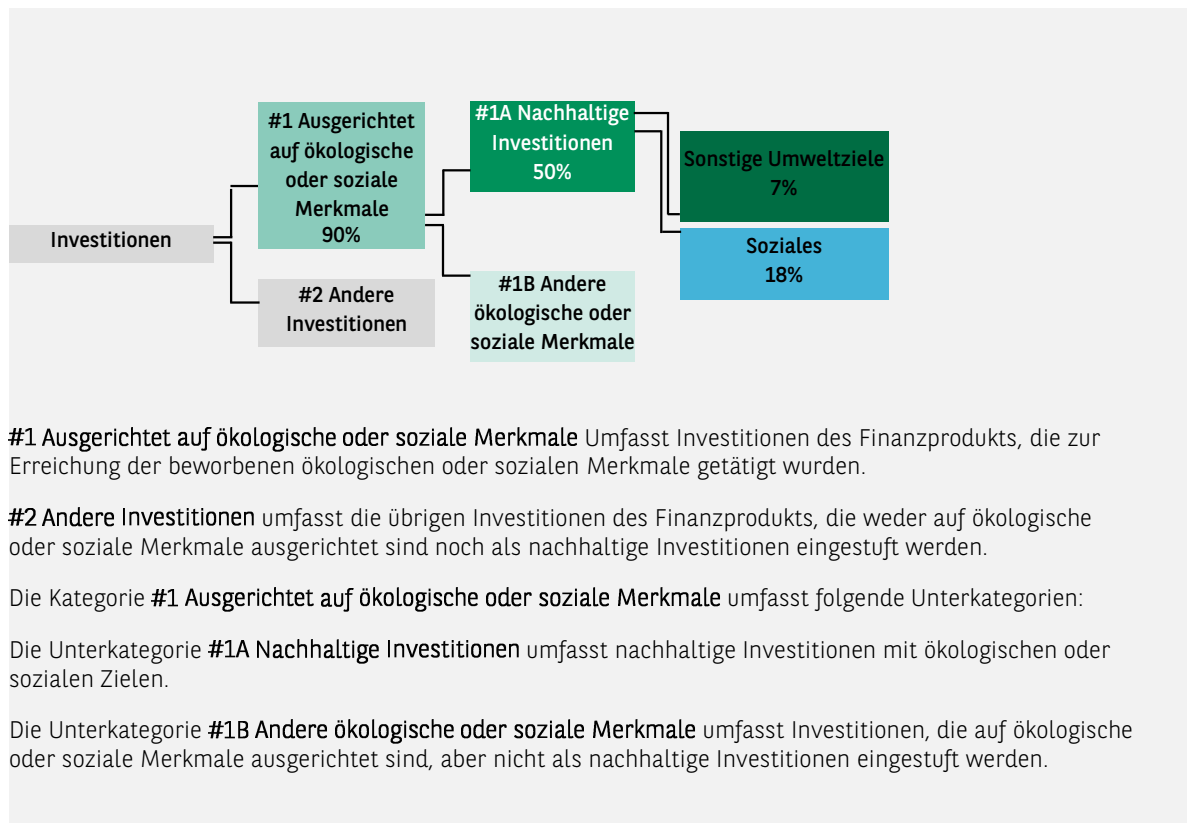 Investitionen
#1 Ausgerichtet
auf ökologische
oder soziale
Merkmale
90%
#2 Andere
Investitionen
#1A Nachhaltige
Investitionen
50%
#1B Andere
ökologische oder
soziale Merkmale
Sonstige Umweltziele
7%
Soziales
18%
#1 Ausgerichtet auf ökologische oder soziale Merkmale Umfasst Investitionen des Finanzprodukts, die zur
Erreichung der beworbenen ökologischen oder sozialen Merkmale getätigt wurden.
#2 Andere Investitionen umfasst die übrigen Investitionen des Finanzprodukts, die weder auf ökologische
oder soziale Merkmale ausgerichtet sind noch als nachhaltige Investitionen eingestuft werden.
Die Kategorie #1 Ausgerichtet auf ökologische oder soziale Merkmale umfasst folgende Unterkategorien:
Die Unterkategorie #1A Nachhaltige Investitionen umfasst nachhaltige Investitionen mit ökologischen oder
sozialen Zielen.
Die Unterkategorie #1B Andere ökologische oder soziale Merkmale umfasst Investitionen, die auf ökologische
oder soziale Merkmale ausgerichtet sind, aber nicht als nachhaltige Investitionen eingestuft werden.